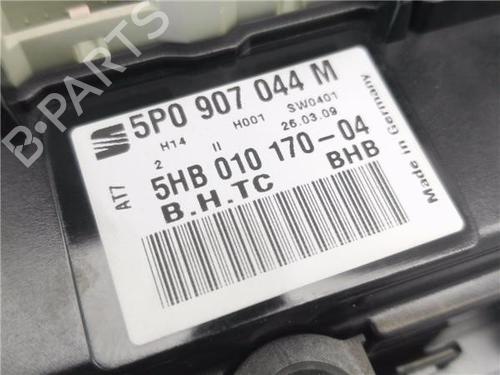 5P0 907 044 M
H14 H001 SW0401
2 II 26.03.09
5HB 010 170-04
AT7 B.H.TC BHB
Made in Germany
B-PARTS